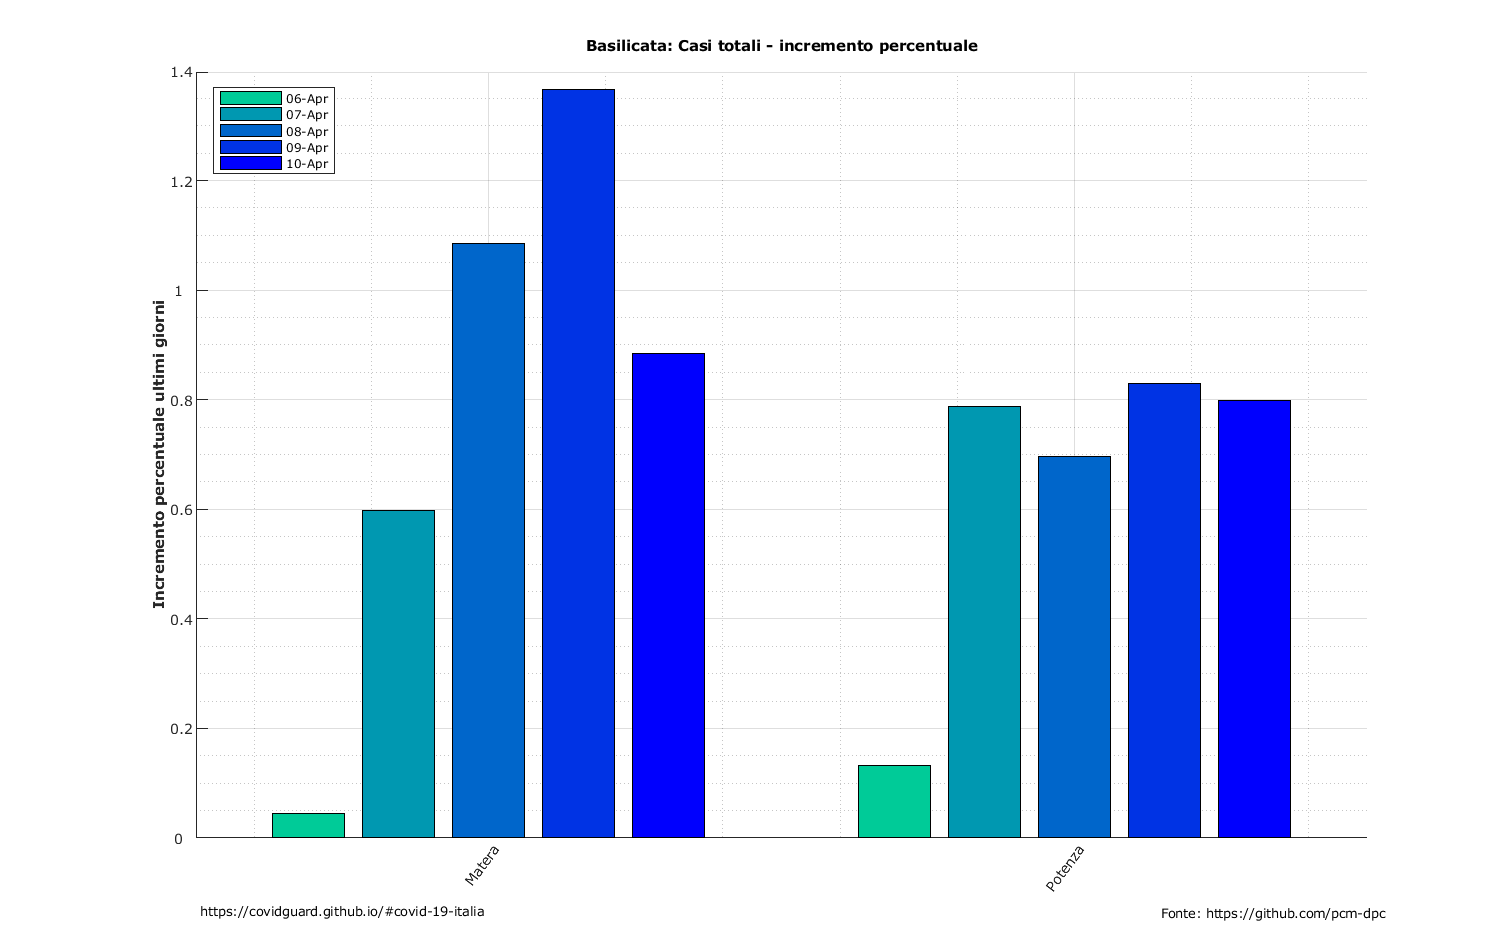 Basilicata: Casi totali - incremento percentuale
06-Apr
07-Apr
08-Apr
09-Apr
10-Apr
Incremento percentuale ultimi giorni
1.4
1.2
1
0.8
0.6
0.4
0.2
0
Matera
Potenza
https://covidguard.github.io/#covid-19-italia
Fonte: https://github.com/pcm-dpc